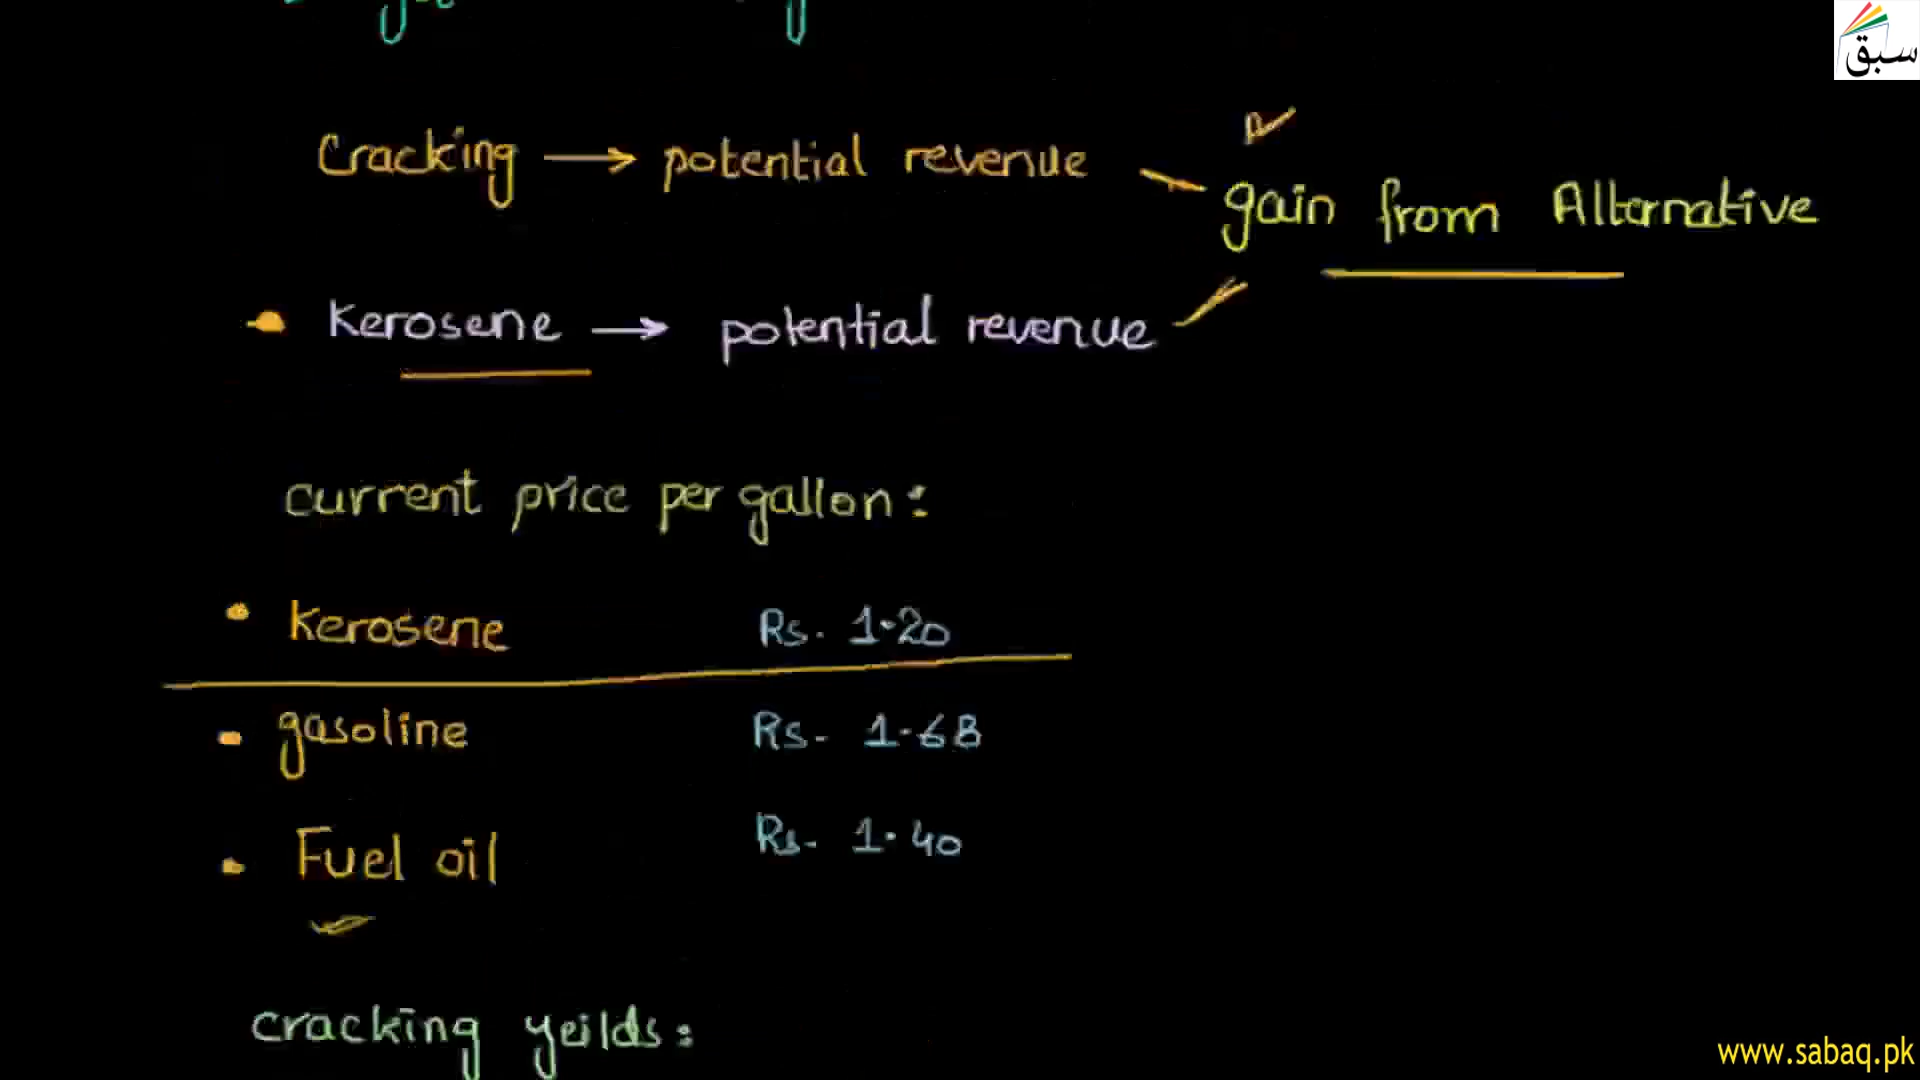 سبق
Cracking → potential revenue
gain from Alternative
• Kerosene → potential revenue
current price per gallon:
• Kerosene Rs. 1.20
- gasoline Rs. 1.68
- Fuel oil Rs. 1.40
cracking yeilds:
www.sabaq.pk